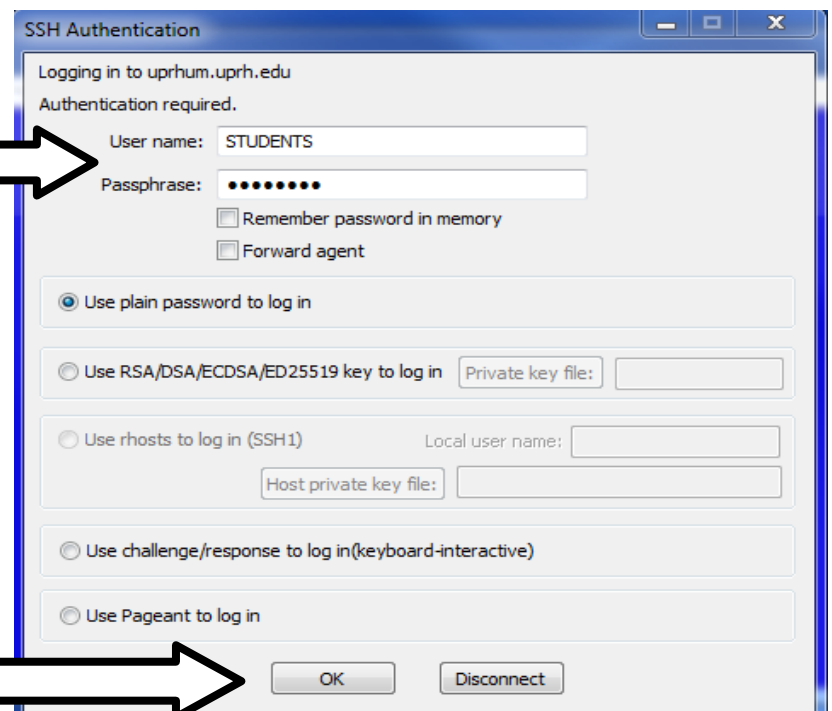 SSH Authentication
Logging in to uprhum.uprh.edu
Authentication required.
User name: STUDENTS
Passphrase: ●●●●●●●●
Remember password in memory
Forward agent
Use plain password to log in
Use RSA/DSA/ECDSA/ED25519 key to log in Private key file:
Use rhosts to log in (SSH1) Local user name:
Host private key file:
Use challenge/response to log in(keyboard-interactive)
Use Pageant to log in
OK Disconnect